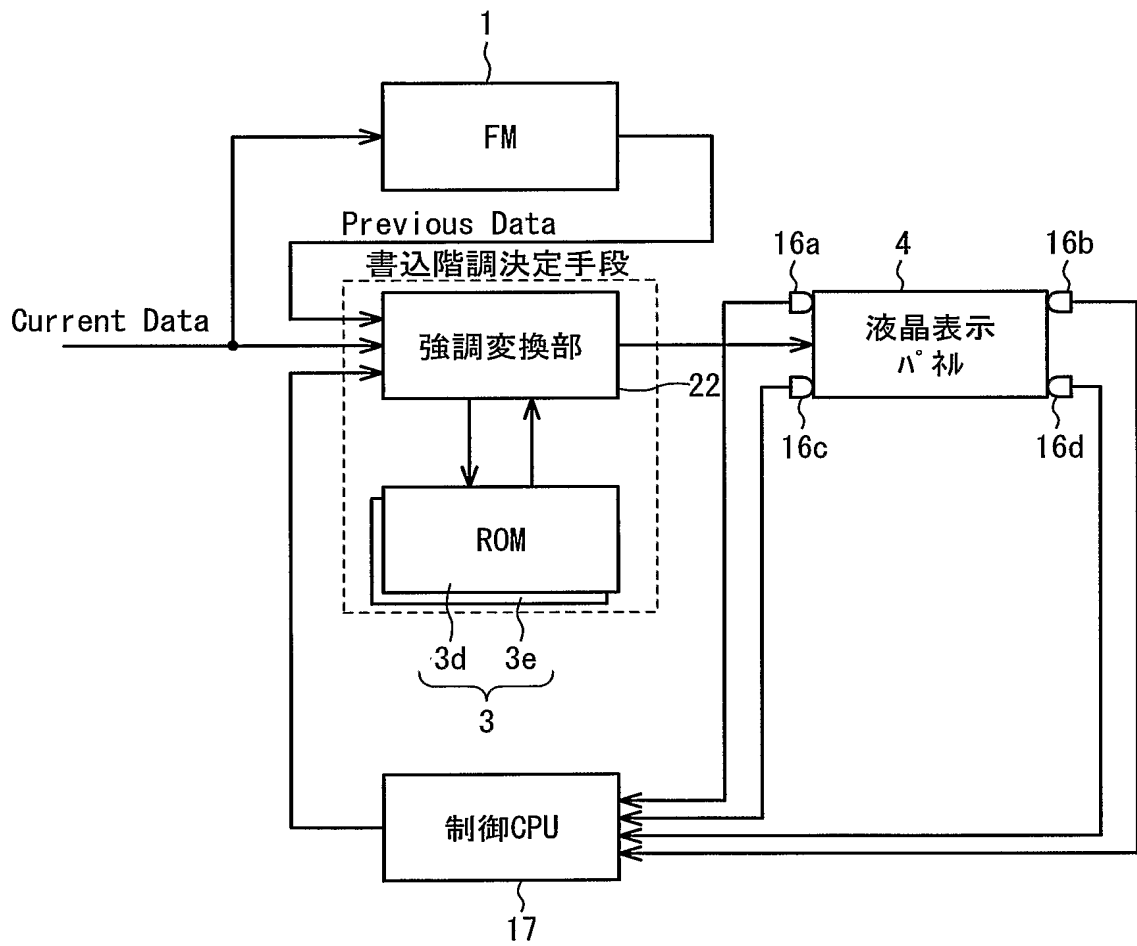 1
FM
Previous Data
書込階調決定手段
16a
4
16b
Current Data
強調変換部
液晶表示
パネル
22
16c
16d
ROM
3d
3e
3
制御CPU
17